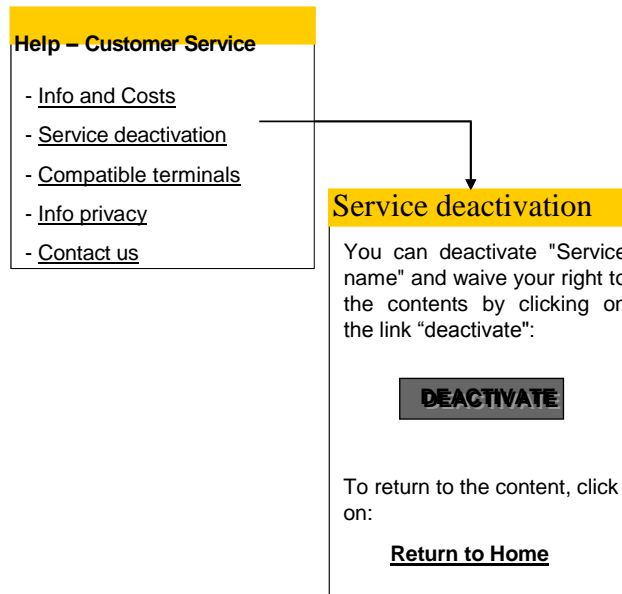 Help – Customer Service
- Info and Costs
- Service deactivation
- Compatible terminals
- Info privacy
- Contact us
Service deactivation
You can deactivate "Service
name" and waive your right to
the contents by clicking on
the link “deactivate":
DEACTIVATE
To return to the content, click
on:
Return to Home